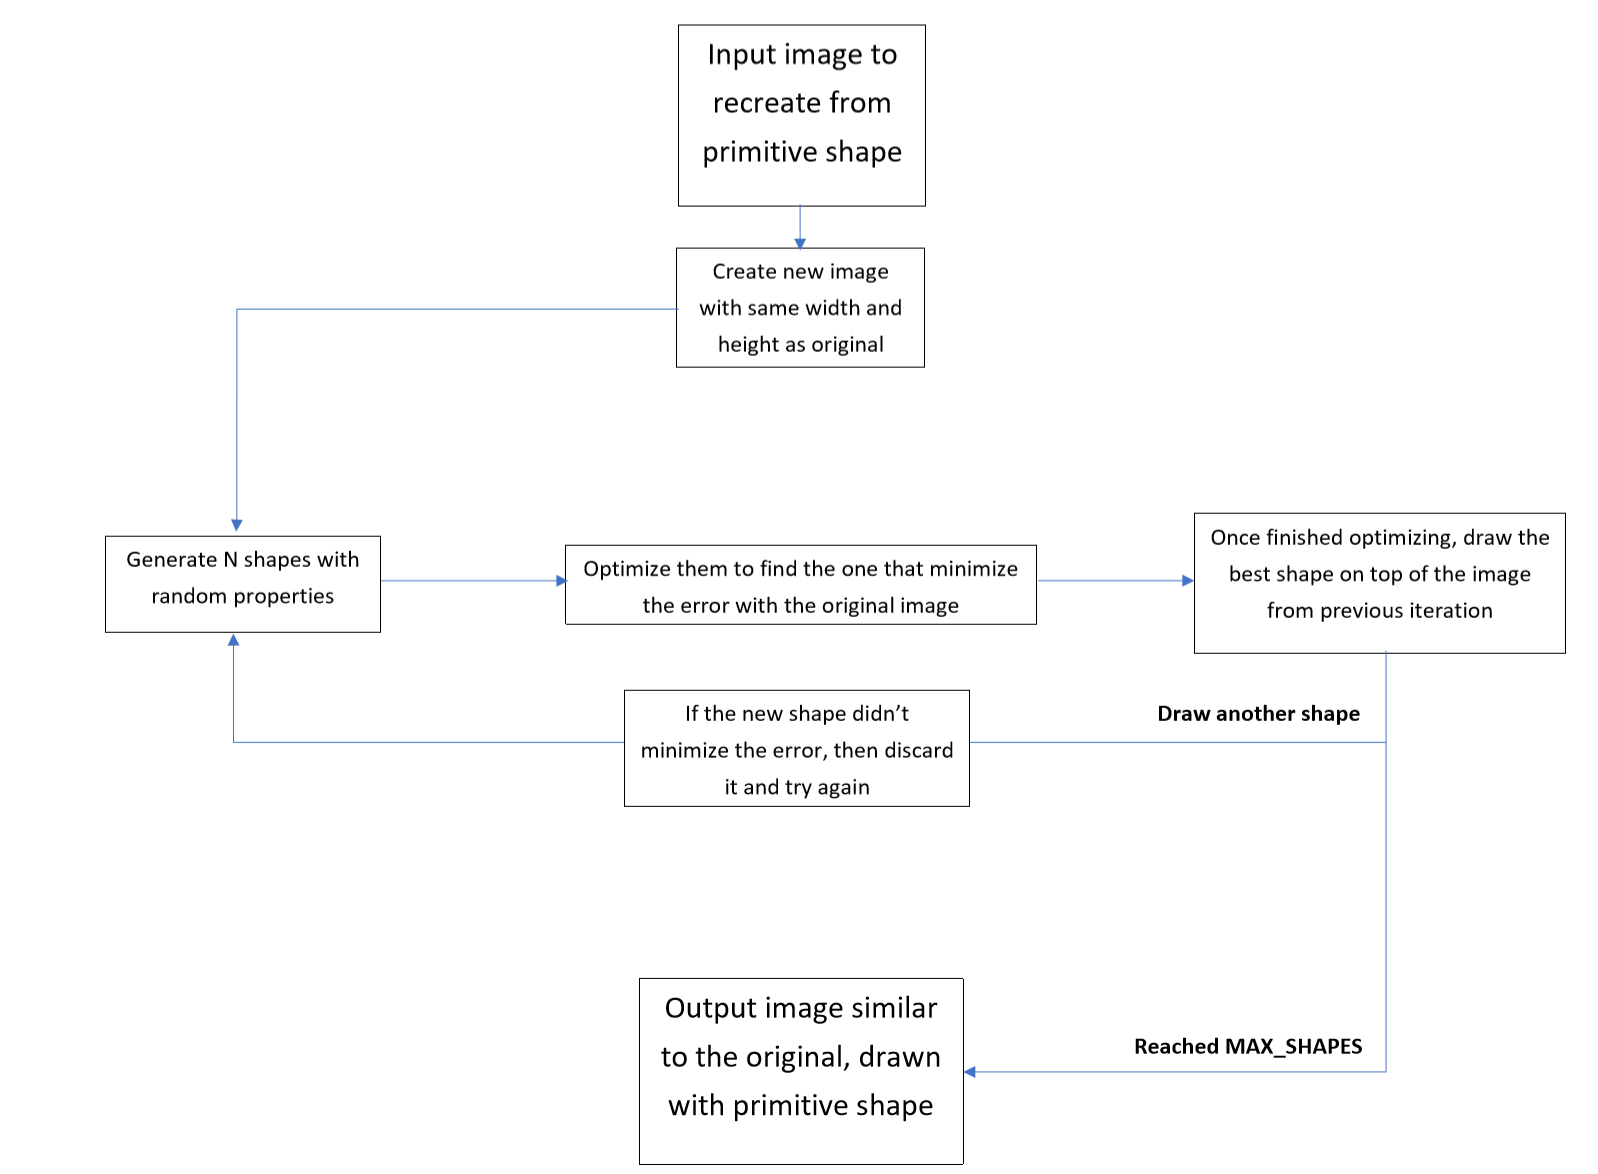 Input image to
recreate from
primitive shape
Create new image
with same width and
height as original
Generate N shapes with
random properties
Optimize them to find the one that minimize
the error with the original image
Once finished optimizing, draw the
best shape on top of the image
from previous iteration
If the new shape didn’t
minimize the error, then discard
it and try again
Draw another shape
Output image similar
to the original, drawn
with primitive shape
Reached MAX_SHAPES